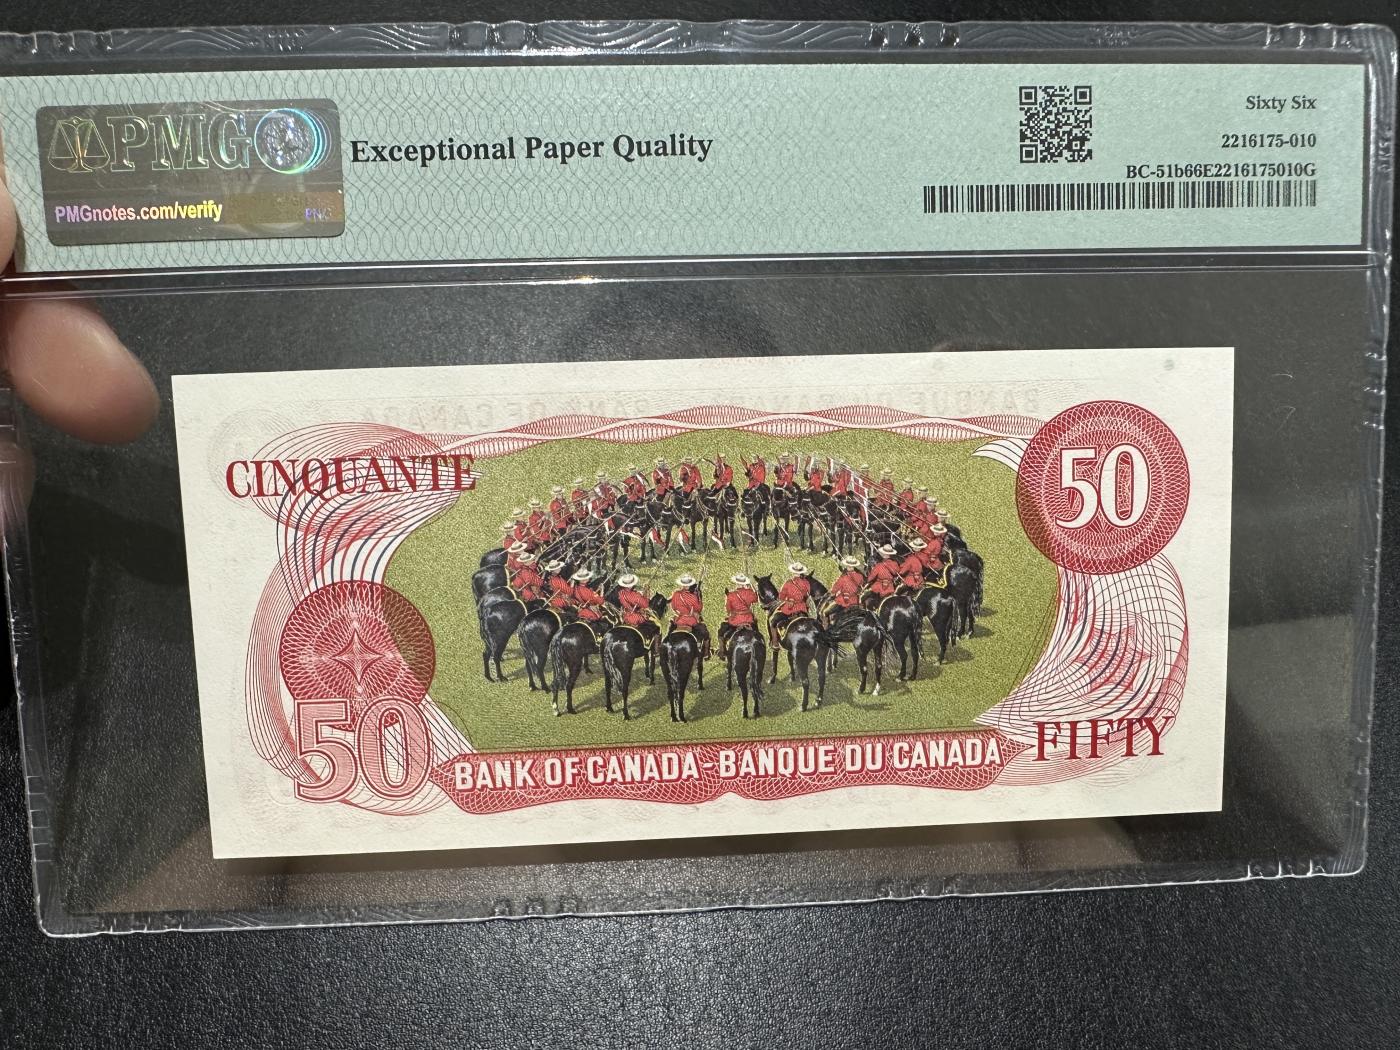 PMG
PMGnotes.com/verify
PMG
Exceptional Paper Quality
Sixty Six
2216175-010
BC-51b66E2216175010G
CINQUANTE
50
50
FIFTY
BANK OF CANADA-BANQUE DU CANADA